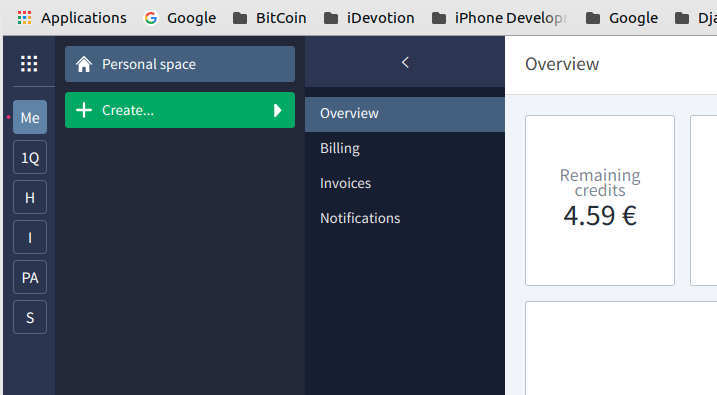 Applications Google BitCoin iDevotion iPhone Develop Google Dja
Me
1Q
H
I
PA
S
Personal space
Create...
Overview
Billing
Invoices
Notifications
Overview
Remaining
credits
4.59 €